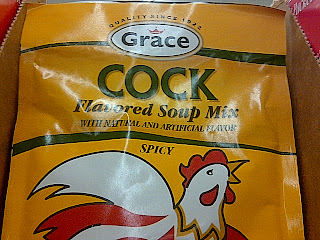 QUALITY SINCE 1922
Grace
COCK
Flavored Soup Mix
WITH NATURAL AND ARTIFICIAL FLAVOR
SPICY